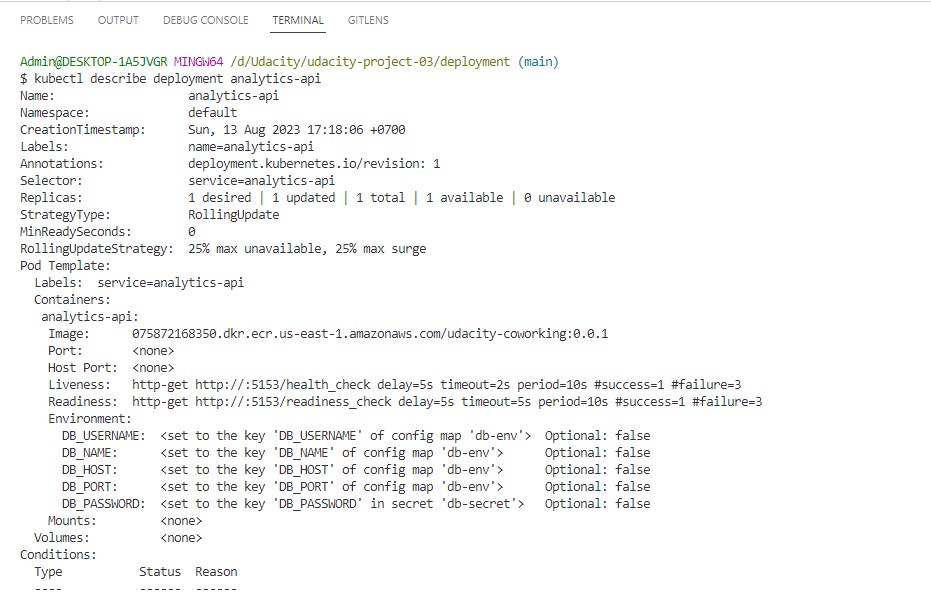 PROBLEMS OUTPUT DEBUG CONSOLE TERMINAL GITLENS
Admin@DESKTOP-1A5JVGR MINGW64 /d/Udacity/udacity-project-03/deployment (main)
$ kubectl describe deployment analytics-api
Name: analytics-api
Namespace: default
CreationTimestamp: Sun, 13 Aug 2023 17:18:06 +0700
Labels: name=analytics-api
Annotations: deployment.kubernetes.io/revision: 1
Selector: service=analytics-api
Replicas: 1 desired | 1 updated | 1 total | 1 available | 0 unavailable
StrategyType: RollingUpdate
MinReadySeconds: 0
RollingUpdateStrategy: 25% max unavailable, 25% max surge
Pod Template:
Labels: service=analytics-api
Containers:
analytics-api:
Image: 075872168350.dkr.ecr.us-east-1.amazonaws.com/udacity-coworking:0.0.1
Port: <none>
Host Port: <none>
Liveness: http-get http://:5153/health_check delay=5s timeout=2s period=10s #success=1 #failure=3
Readiness: http-get http://:5153/readiness_check delay=5s timeout=5s period=10s #success=1 #failure=3
Environment:
DB_USERNAME: <set to the key 'DB_USERNAME' of config map 'db-env'> Optional: false
DB_NAME: <set to the key 'DB_NAME' of config map 'db-env'> Optional: false
DB_HOST: <set to the key 'DB_HOST' of config map 'db-env'> Optional: false
DB_PORT: <set to the key 'DB_PORT' of config map 'db-env'> Optional: false
DB_PASSWORD: <set to the key 'DB_PASSWORD' in secret 'db-secret'> Optional: false
Mounts: <none>
Volumes: <none>
Conditions:
Type Status Reason
---- ------ ------